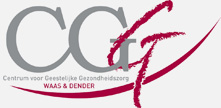 CGG
Centrum voor Geestelijke Gezondheidszorg
WAAS & DENDER